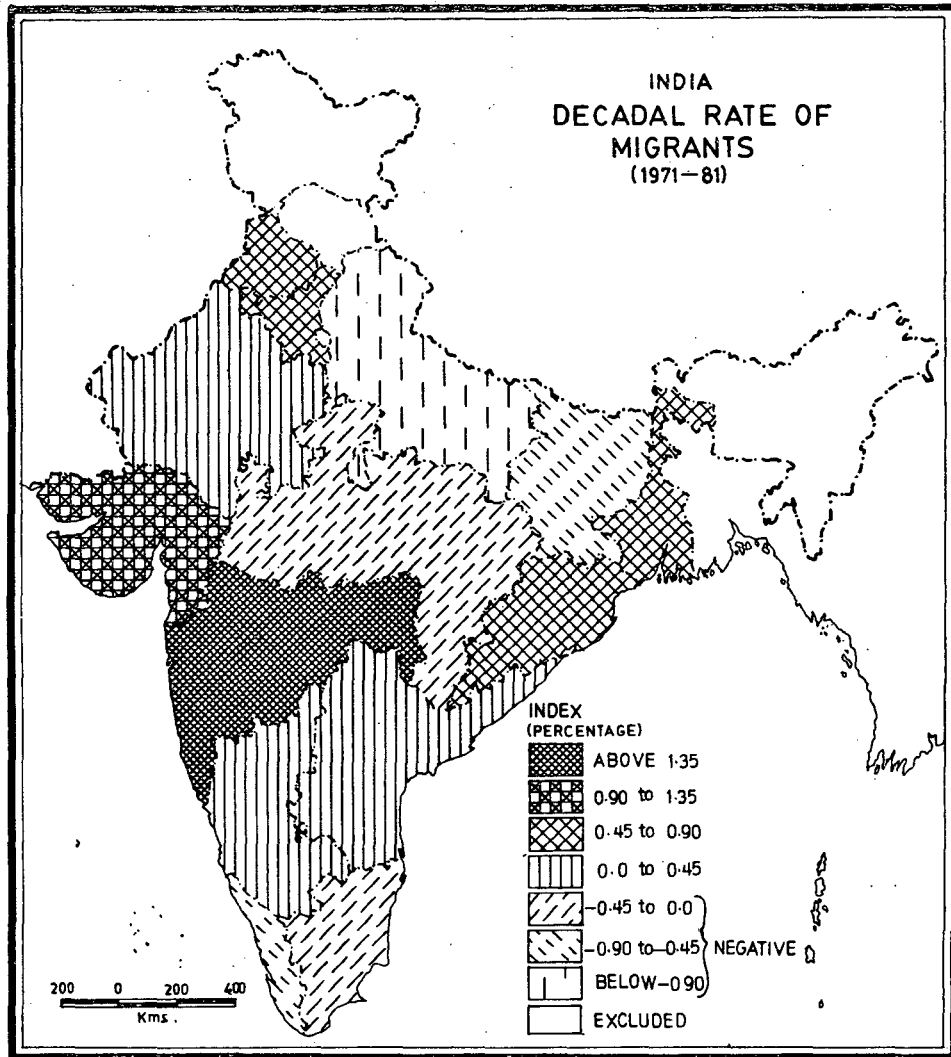 INDIA
DECADAL RATE OF
MIGRANTS
(1971–81)
INDEX
(PERCENTAGE)
ABOVE 1·35
0·90 to 1·35
0·45 to 0·90
0.0 to 0·45
-0·45 to 0·0
-0·90 to -0·45
NEGATIVE
BELOW -0 90
EXCLUDED
200 0 200 400
Kms.